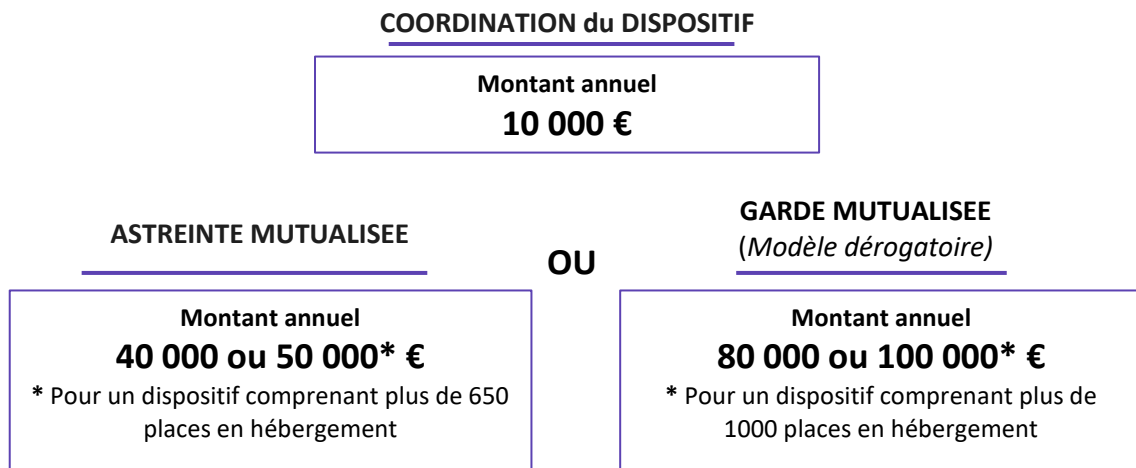 COORDINATION du DISPOSITIF
Montant annuel
10 000 €
ASTREINTE MUTUALISEE
OU
GARDE MUTUALISEE
(Modèle dérogatoire)
Montant annuel
40 000 ou 50 000* €
* Pour un dispositif comprenant plus de 650
places en hébergement
Montant annuel
80 000 ou 100 000* €
* Pour un dispositif comprenant plus de
1000 places en hébergement